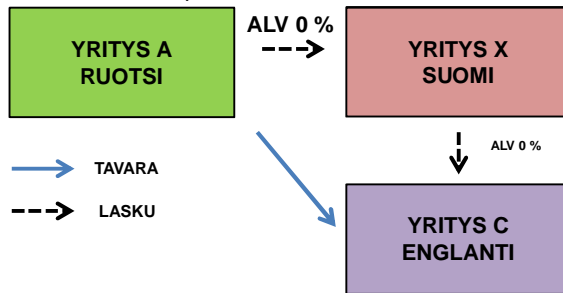 ALV 0 %
YRITYS A
RUOTSI
YRITYS X
SUOMI
ALV 0 %
TAVARA
LASKU
YRITYS C
ENGLANTI